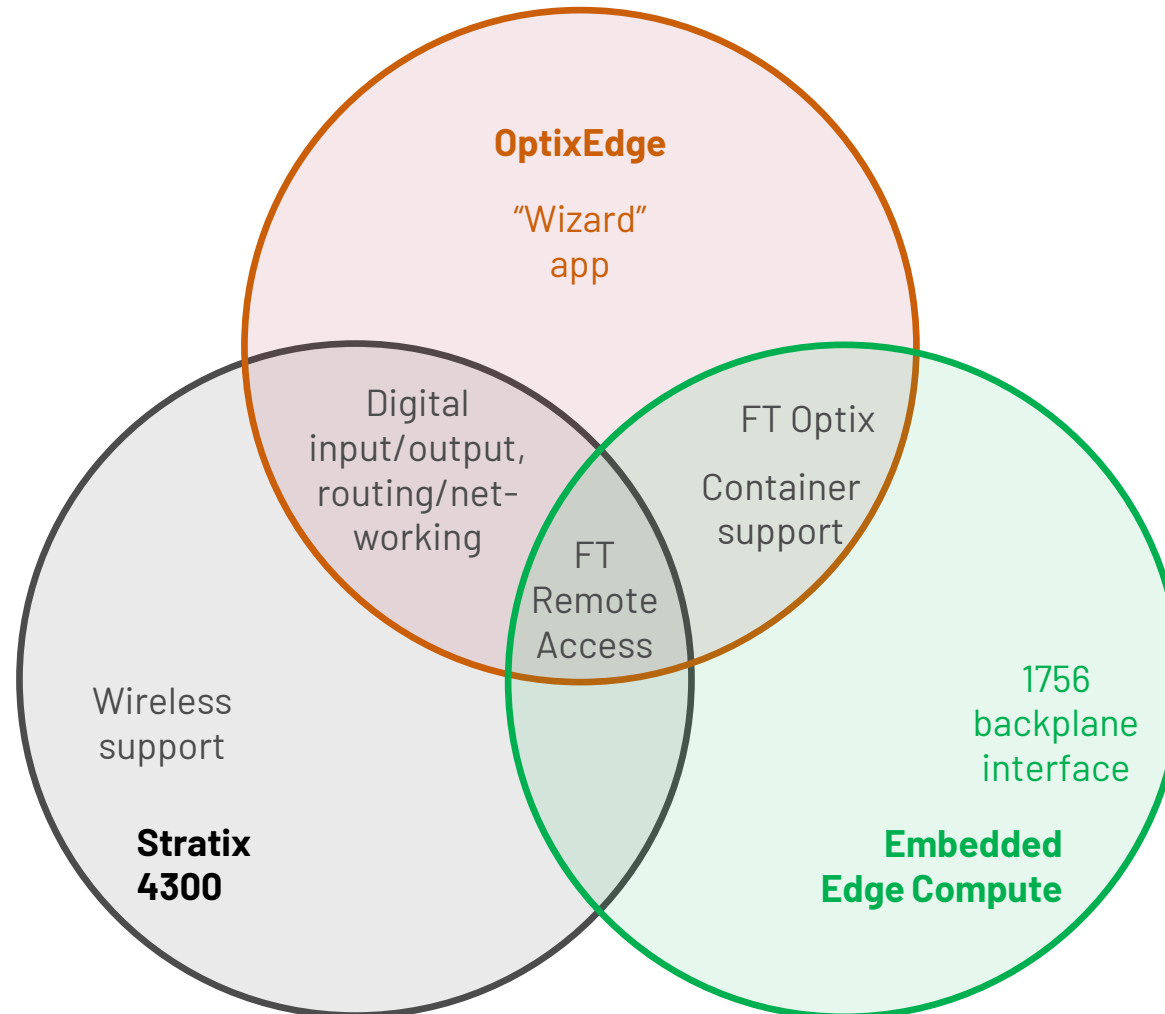 OptixEdge
“Wizard”
app
Digital
input/output,
routing/net-
working
FT Optix
Container
support
FT
Remote
Access
Wireless
support
Stratix
4300
1756
backplane
interface
Embedded
Edge Compute